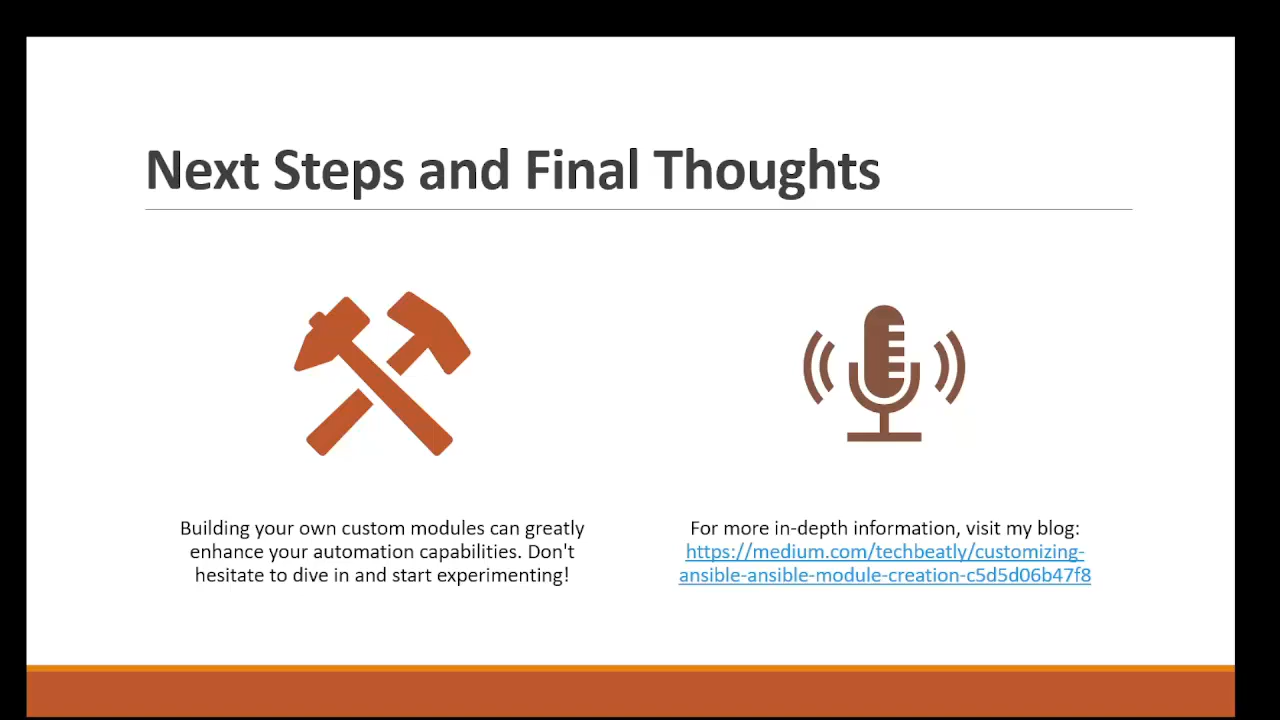 Next Steps and Final Thoughts
Building your own custom modules can greatly
enhance your automation capabilities. Don't
hesitate to dive in and start experimenting!
For more in-depth information, visit my blog:
https://medium.com/techbeatly/customizing-
ansible-ansible-module-creation-c5d5d06b47f8